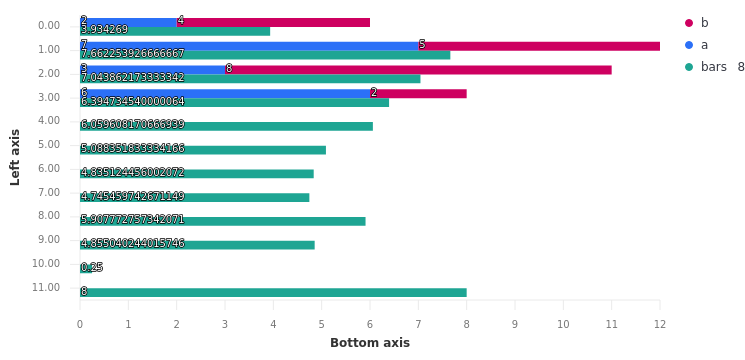 0.00 2 4
3.934269
1.00 7 5
7.662253926666667
2.00 3 8
7.043862173333342
3.00 6 2
6.394734540000064
4.00 6.059608170666939
5.00 5.088351833334166
6.00 4.835124456002072
7.00 4.745459742671149
8.00 5.907772757342071
9.00 4.855040244015746
10.00 0.25
11.00 8
0 1 2 3 4 5 6 7 8 9 10 11 12
Bottom axis
Left axis
b
a
bars 8